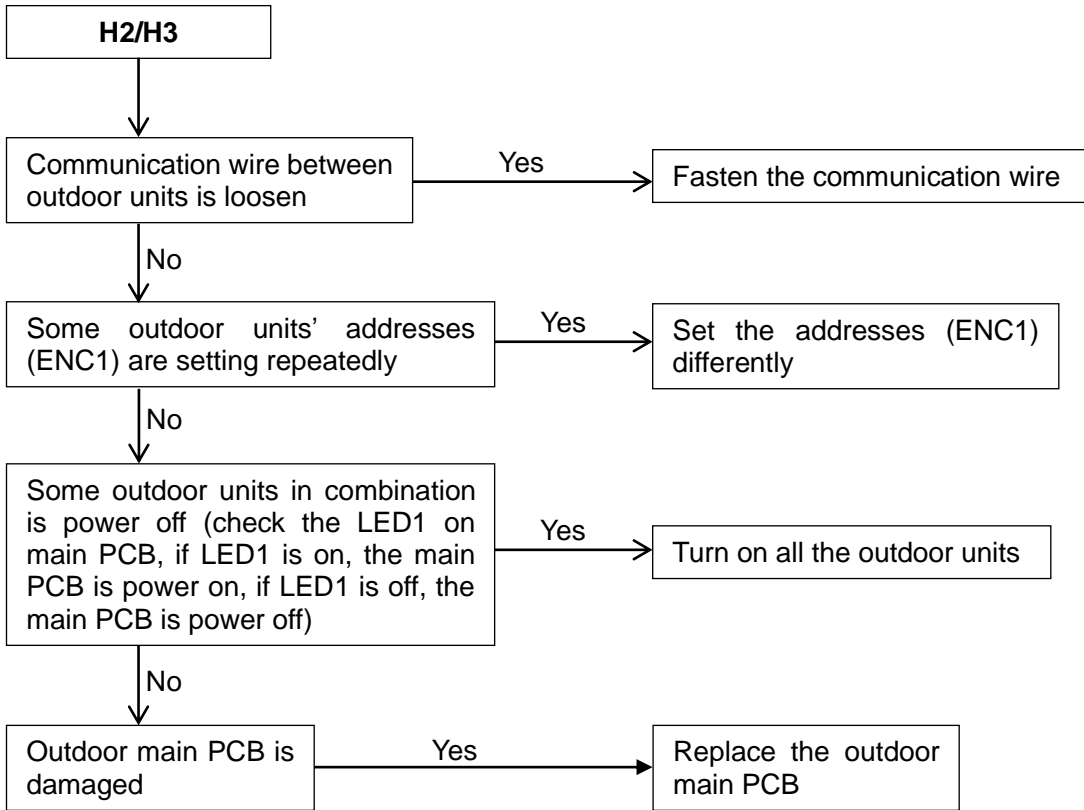 H2/H3
Communication wire between
outdoor units is loosen
Yes
Fasten the communication wire
No
Some outdoor units’ addresses
(ENC1) are setting repeatedly
Yes
Set the addresses (ENC1)
differently
No
Some outdoor units in combination
is power off (check the LED1 on
main PCB, if LED1 is on, the main
PCB is power on, if LED1 is off, the
main PCB is power off)
Yes
Turn on all the outdoor units
No
Outdoor main PCB is
damaged
Yes
Replace the outdoor
main PCB